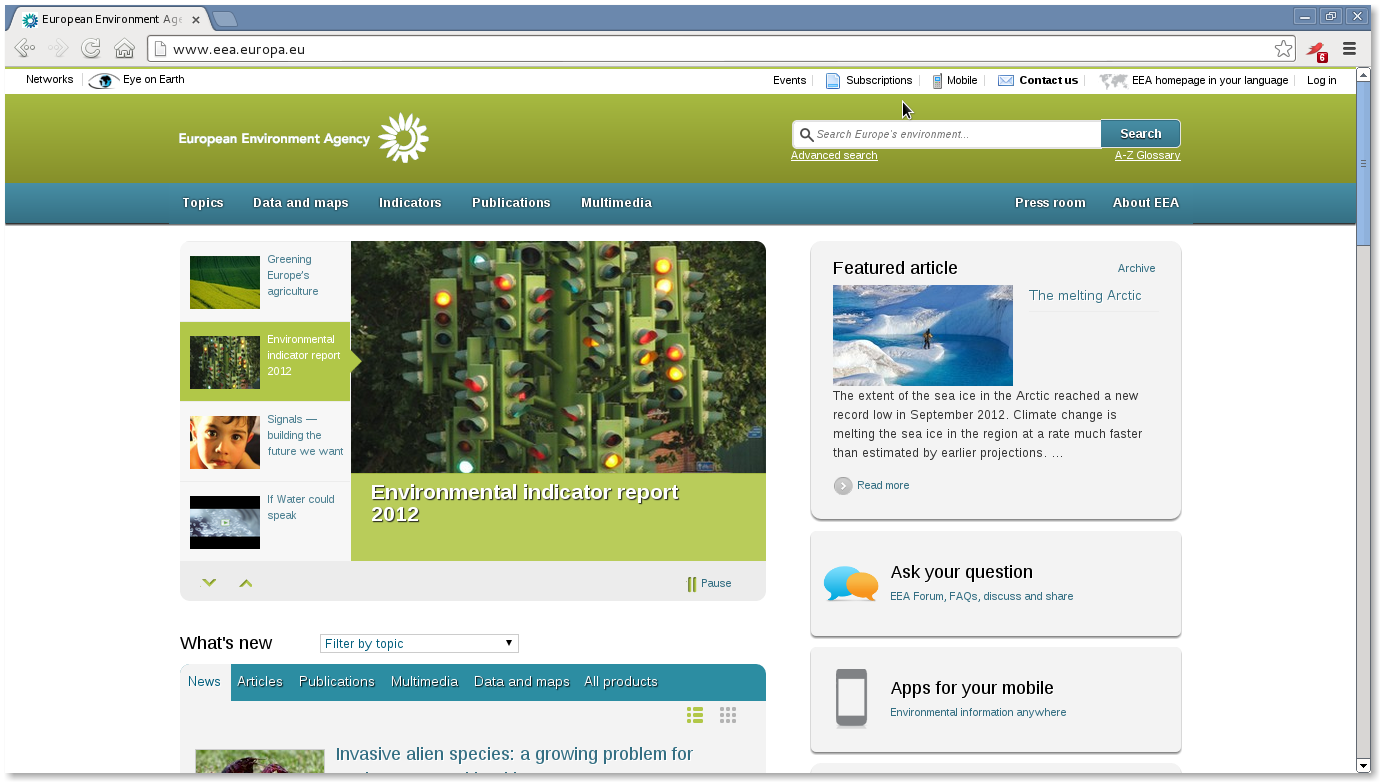 European Environment Age
www.eea.europa.eu
6
Networks
Eye on Earth
Events
Subscriptions
Mobile
Contact us
EEA homepage in your language
Log in
European Environment Agency
Search Europe's environment...
Search
Advanced search
A-Z Glossary
Topics
Data and maps
Indicators
Publications
Multimedia
Press room
About EEA
Greening
Europe's
agriculture
Environmental
indicator report
2012
Signals —
building the
future we want
If Water could
speak
Environmental indicator report
2012
Pause
Featured article
Archive
The melting Arctic
The extent of the sea ice in the Arctic reached a new
record low in September 2012. Climate change is
melting the sea ice in the region at a rate much faster
than estimated by earlier projections. ...
Read more
Ask your question
EEA Forum, FAQs, discuss and share
Apps for your mobile
Environmental information anywhere
What's new
Filter by topic
News
Articles
Publications
Multimedia
Data and maps
All products
Invasive alien species: a growing problem for